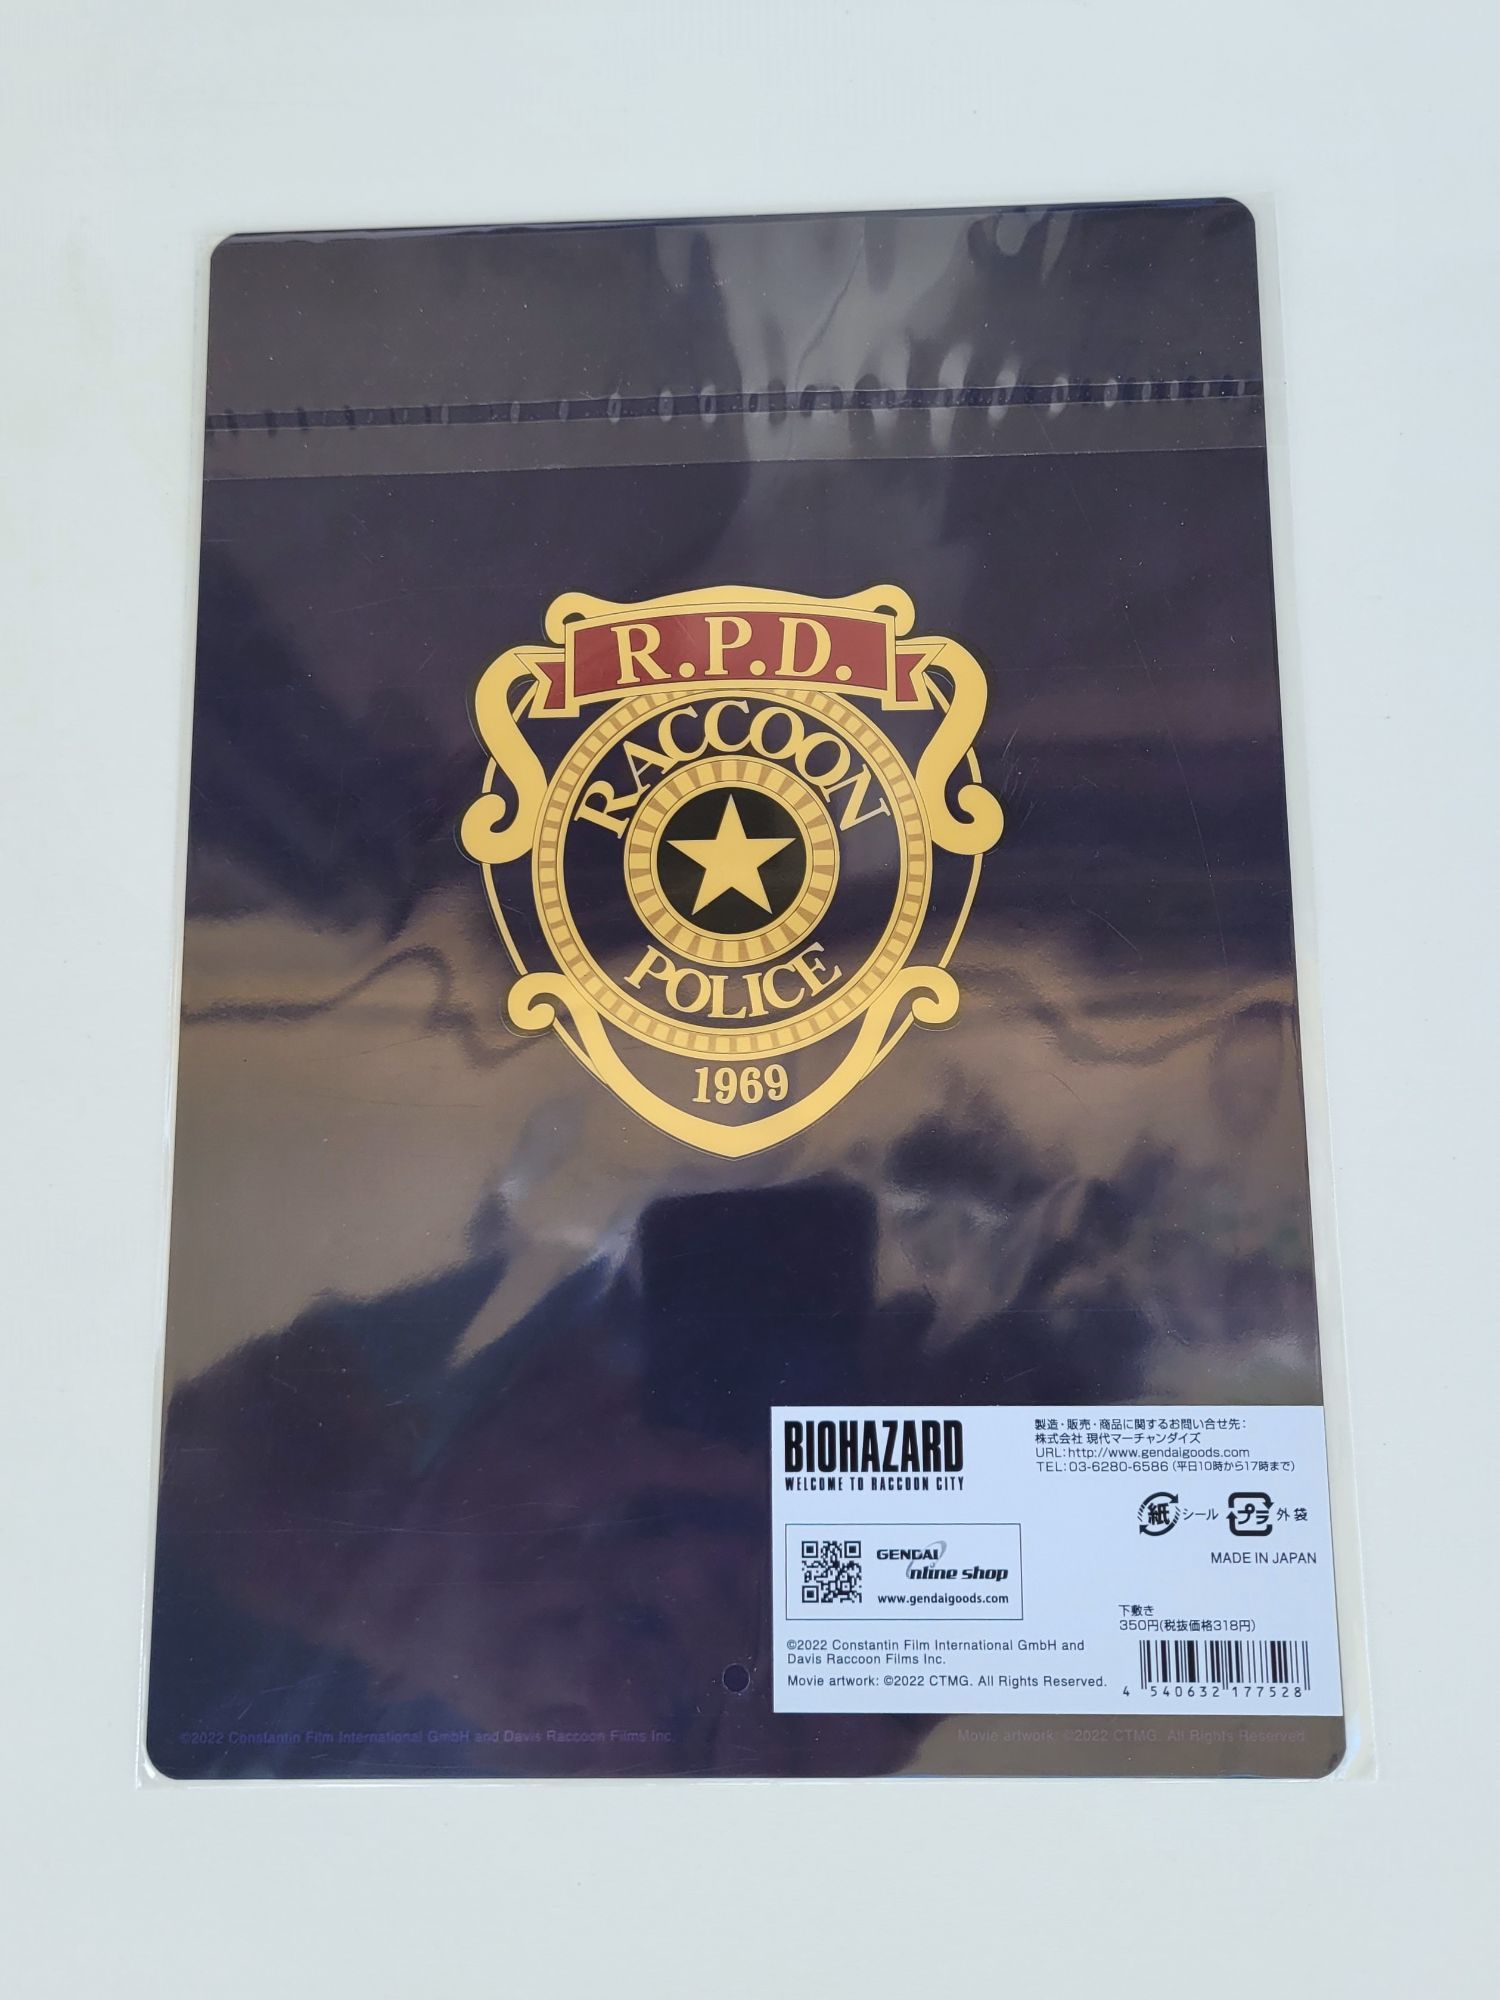 R.P.D.
RACCOON
POLICE
1969
BIOHAZARD
WELCOME TO RACCOON CITY
製造・販売・商品に関するお問い合せ先：
株式会社 現代マーチャンダイズ
URL：http://www.gendaigoods.com
TEL：03-6280-6586（平日10時から17時まで）
紙 シール プラ 外袋
MADE IN JAPAN
GENDAI
Online shop
www.gendaigoods.com
下敷き
350円(税抜価格318円)
©2022 Constantin Film International GmbH and
Davis Raccoon Films Inc.
Movie artwork: ©2022 CTMG. All Rights Reserved.
4 540632 177528
©2022 Constantin Film International GmbH and Davis Raccoon Films Inc.
Movie artwork: ©2022 CTMG. All Rights Reserved.